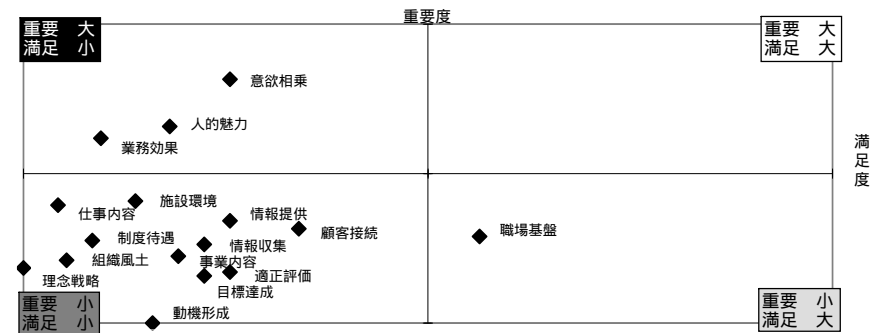 重要度
重要 大
満足 小
重要 大
満足 大
意欲相乗
人的魅力
業務効果
満足度
施設環境
仕事内容
情報提供
顧客接続
職場基盤
制度待遇
情報収集
組織風土
事業内容
理念戦略
適正評価
目標達成
動機形成
重要 小
満足 小
重要 小
満足 大